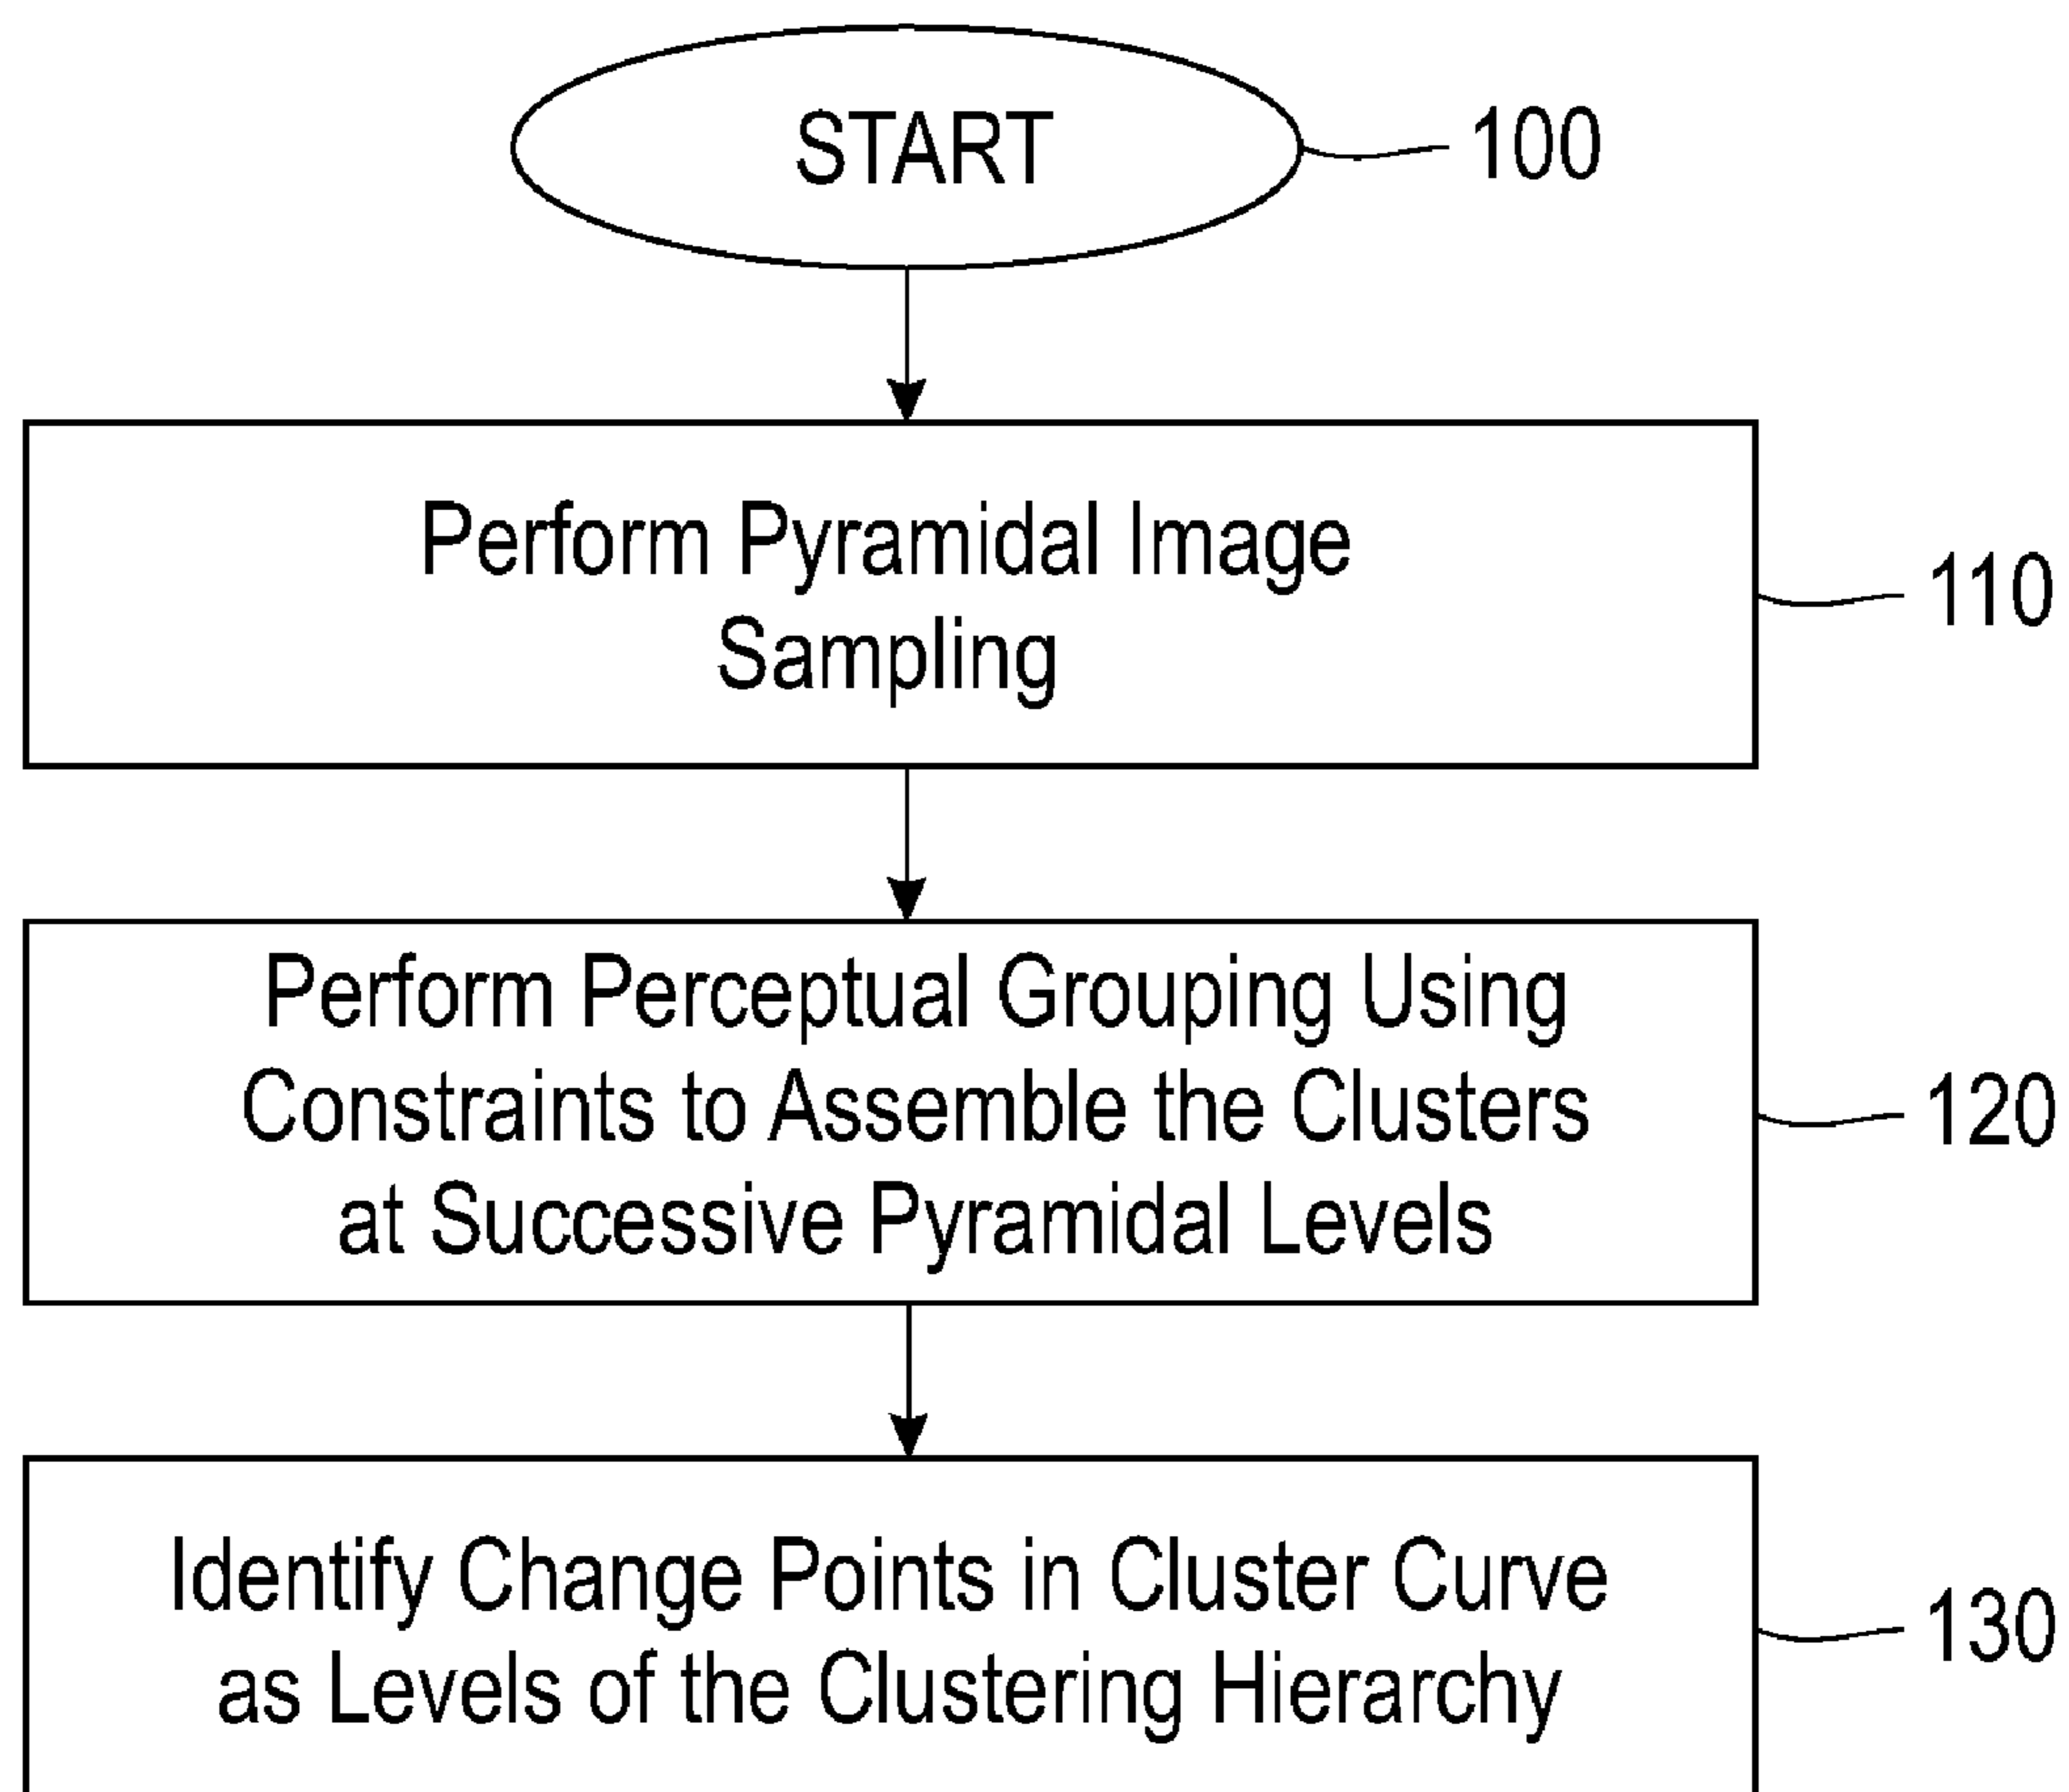 START
100
Perform Pyramidal Image
Sampling
110
Perform Perceptual Grouping Using
Constraints to Assemble the Clusters
at Successive Pyramidal Levels
120
Identify Change Points in Cluster Curve
as Levels of the Clustering Hierarchy
130